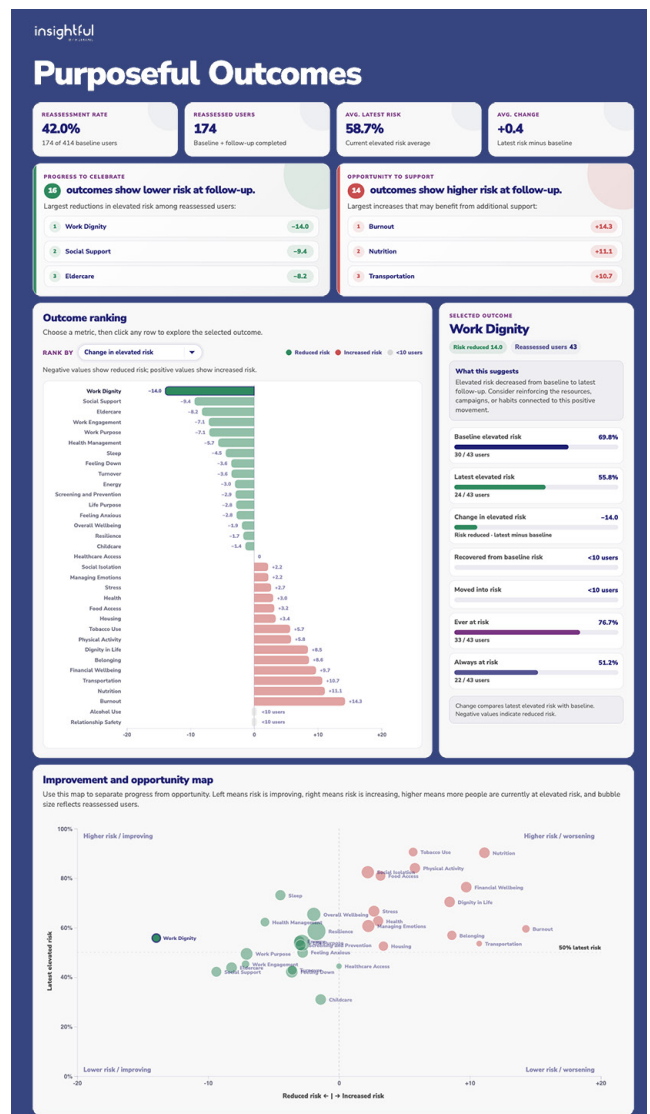 insightful
Purposeful Outcomes
REASSESSMENT RATE
42.0%
174 of 414 baseline users
REASSESSED USERS
174
Baseline + follow-up completed
AVG. LATEST RISK
58.7%
Current elevated risk average
AVG. CHANGE
+0.4
Latest risk minus baseline
PROGRESS TO CELEBRATE
16 outcomes show lower risk at follow-up.
Largest reductions in elevated risk among reassessed users:
1 Work Dignity −14.0
2 Social Support −9.4
3 Eldercare −8.2
OPPORTUNITY TO SUPPORT
14 outcomes show higher risk at follow-up.
Largest increases that may benefit from additional support:
1 Burnout +14.3
2 Nutrition +11.1
3 Transportation +10.7
Outcome ranking
Choose a metric, then click any row to explore the selected outcome.
RANK BY Change in elevated risk
Reduced risk Increased risk <10 users
Negative values show reduced risk; positive values show increased risk.
Work Dignity −14.0
Social Support −9.4
Eldercare −8.2
Work Engagement −7.1
Work Purpose −7.1
Health Management −5.7
Sleep −4.5
Feeling Down −3.6
Turnover
Energy
Screening and Prevention −2.9
Life Purpose
Feeling Anxious
Overall Wellbeing
Resilience −1.7
Childcare −1.4
Healthcare Access 0
Social Isolation +2.2
Managing Emotions +2.2
Stress +2.7
Health +3.0
Food Access +3.2
Housing +3.4
Tobacco Use +5.7
Physical Activity +5.8
Dignity in Life +8.5
Belonging +8.6
Financial Wellbeing +9.7
Transportation +10.7
Nutrition +11.1
Burnout +14.3
Alcohol Use <10 users
Relationship Safety <10 users
-20 -10 0 +10 +20
SELECTED OUTCOME
Work Dignity
Risk reduced 14.0 Reassessed users 43
What this suggests
Elevated risk decreased from baseline to latest
follow-up. Consider reinforcing the resources,
campaigns, or habits connected to this positive
movement.
Baseline elevated risk 69.8%
30 / 43 users
Latest elevated risk 55.8%
24 / 43 users
Change in elevated risk −14.0
Risk reduced · latest minus baseline
Recovered from baseline risk <10 users
Moved into risk <10 users
Ever at risk 76.7%
33 / 43 users
Always at risk 51.2%
22 / 43 users
Change compares latest elevated risk with baseline.
Negative values indicate reduced risk.
Improvement and opportunity map
Use this map to separate progress from opportunity. Left means risk is improving, right means risk is increasing, higher means more people are currently at elevated risk, and bubble
size reflects reassessed users.
Latest elevated risk
100%
80%
60%
40%
20%
0%
Higher risk / improving Higher risk / worsening
Tobacco Use
Nutrition
Physical Activity
Social Isolation
Food Access
Financial Wellbeing
Sleep
Dignity in Life
Stress
Overall Wellbeing
Health Management
Health
Managing Emotions
Resilience
Burnout
Belonging
Work Dignity
Transportation
Housing
Screening and Prevention
50% latest risk
Work Purpose
Feeling Anxious
Work Engagement
Healthcare Access
Eldercare
Social Support
Turnover
Feeling Down
Childcare
Lower risk / improving Lower risk / worsening
-20 -10 0 +10 +20
Reduced risk ← | → Increased risk